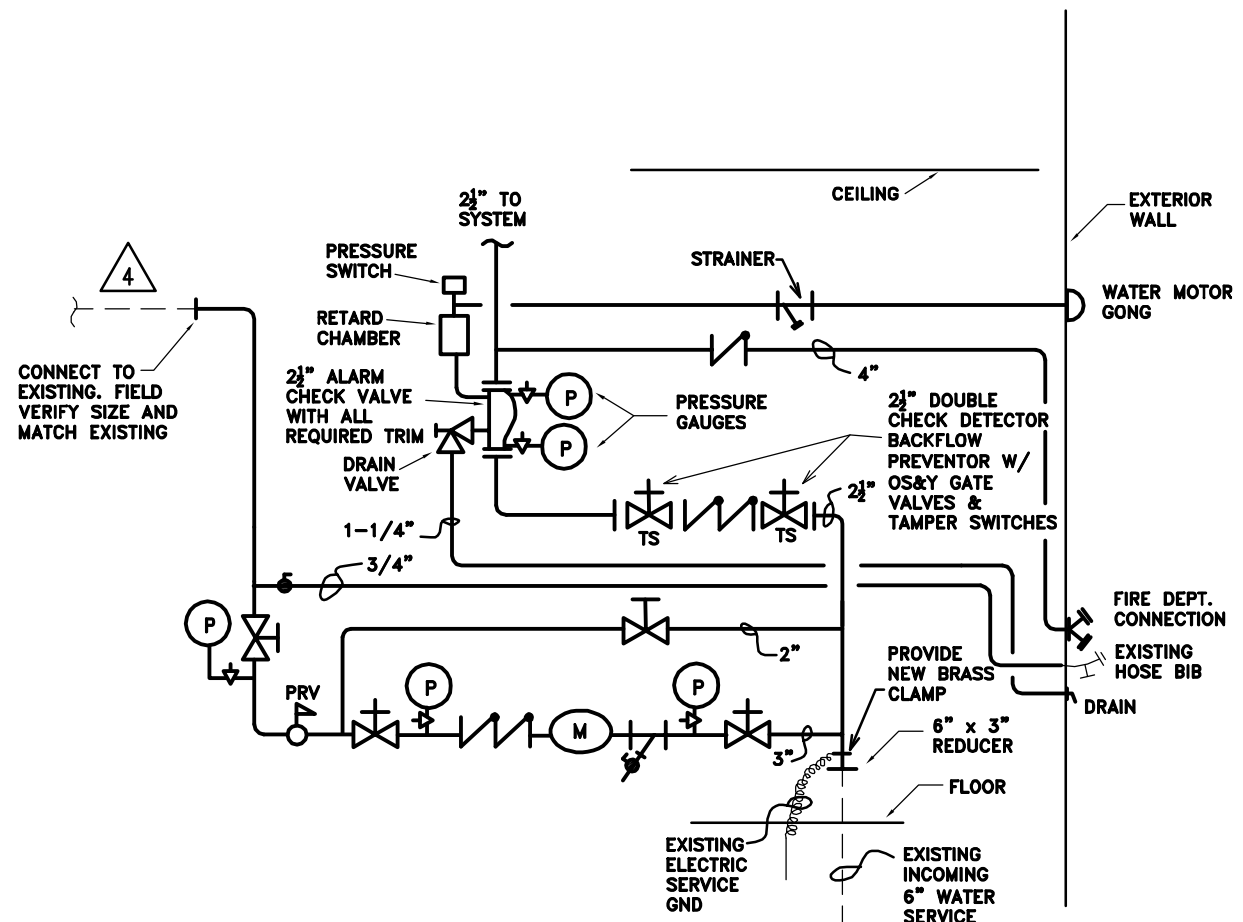 2½" TO
SYSTEM
CEILING
EXTERIOR
WALL
PRESSURE
SWITCH
STRAINER
4
WATER MOTOR
GONG
RETARD
CHAMBER
CONNECT TO
EXISTING. FIELD
VERIFY SIZE AND
MATCH EXISTING
2½" ALARM
CHECK VALVE
WITH ALL
REQUIRED TRIM
P
P
PRESSURE
GAUGES
4"
2½" DOUBLE
CHECK DETECTOR
BACKFLOW
PREVENTOR W/
OS&Y GATE
VALVES &
TAMPER SWITCHES
DRAIN
VALVE
2½"
TS
TS
1-1/4"
3/4"
P
FIRE DEPT.
CONNECTION
2"
PROVIDE
NEW BRASS
CLAMP
EXISTING
HOSE BIB
DRAIN
PRV
P
P
M
3"
6" x 3"
REDUCER
FLOOR
EXISTING
ELECTRIC
SERVICE
GND
EXISTING
INCOMING
6" WATER
SERVICE